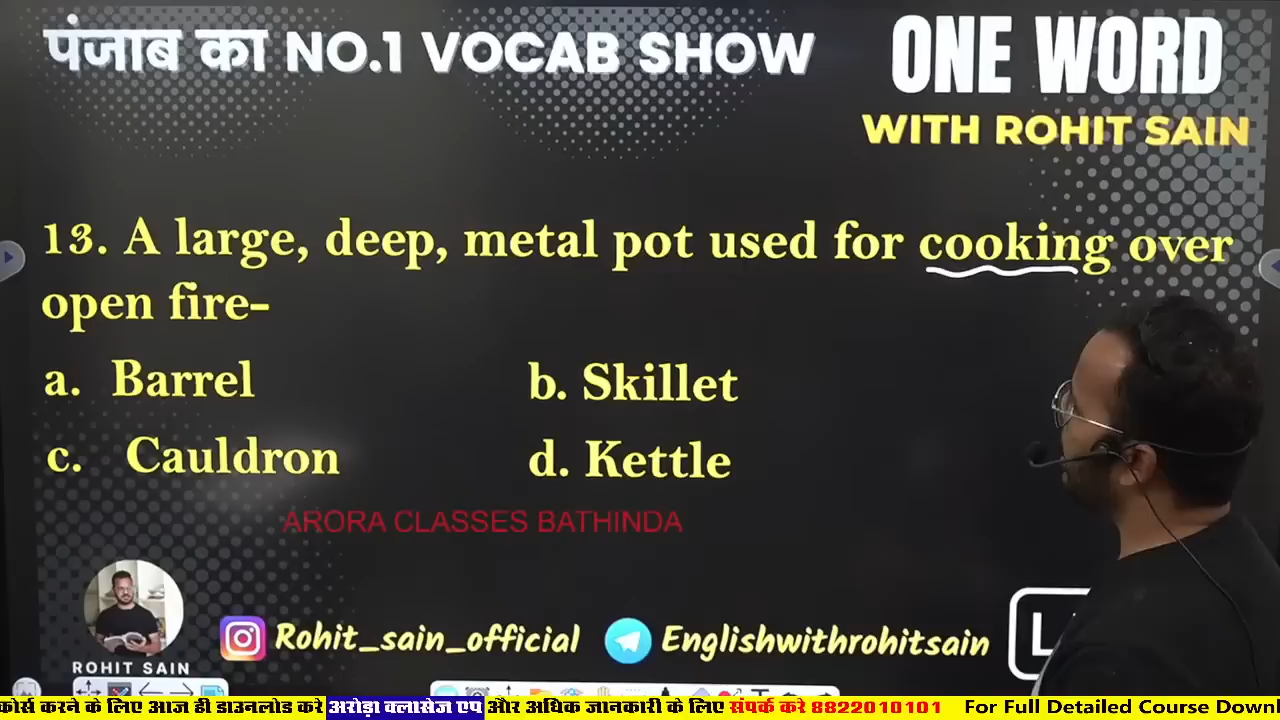 पंजाब का NO.1 VOCAB SHOW
ONE WORD
WITH ROHIT SAIN
13. A large, deep, metal pot used for cooking over
open fire-
a. Barrel
b. Skillet
c. Cauldron
d. Kettle
ARORA CLASSES BATHINDA
ROHIT SAIN
Rohit_sain_official
Englishwithrohitsain
कोर्स करने के लिए आज ही डाउनलोड करे अरोड़ा क्लासेज एप और अधिक जानकारी के लिए संपर्क करे 8822010101 For Full Detailed Course Down